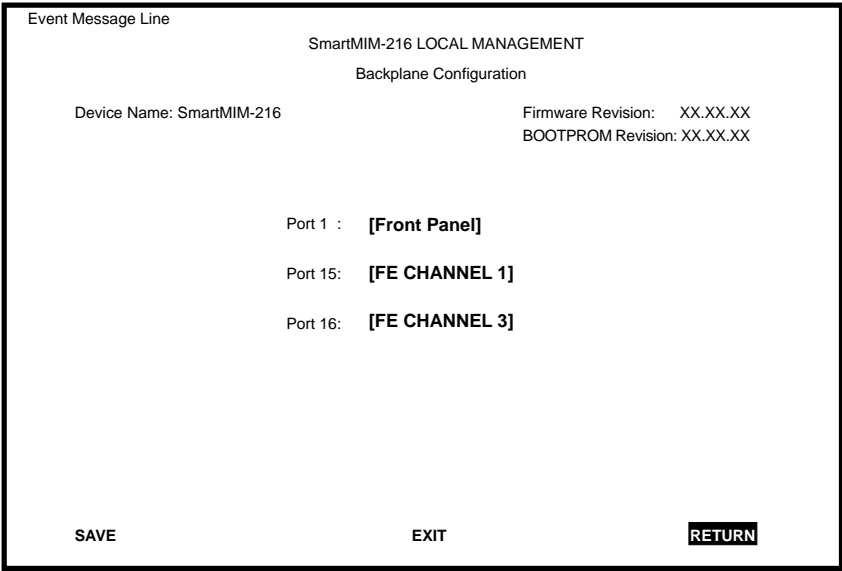 Event Message Line
SmartMIM-216 LOCAL MANAGEMENT
Backplane Configuration
Device Name: SmartMIM-216 Firmware Revision: XX.XX.XX
BOOTPROM Revision: XX.XX.XX
Port 1 : [Front Panel]
Port 15: [FE CHANNEL 1]
Port 16: [FE CHANNEL 3]
SAVE EXIT RETURN